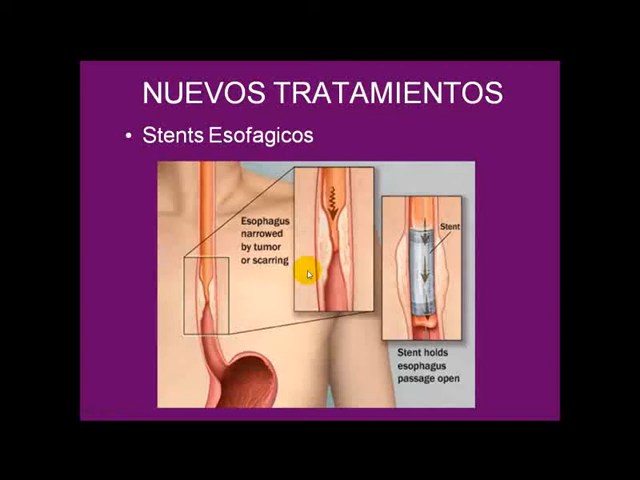 NUEVOS TRATAMIENTOS
• Stents Esofagicos
Esophagus
narrowed
by tumor
or scarring
Stent
Stent holds
esophagus
passage open